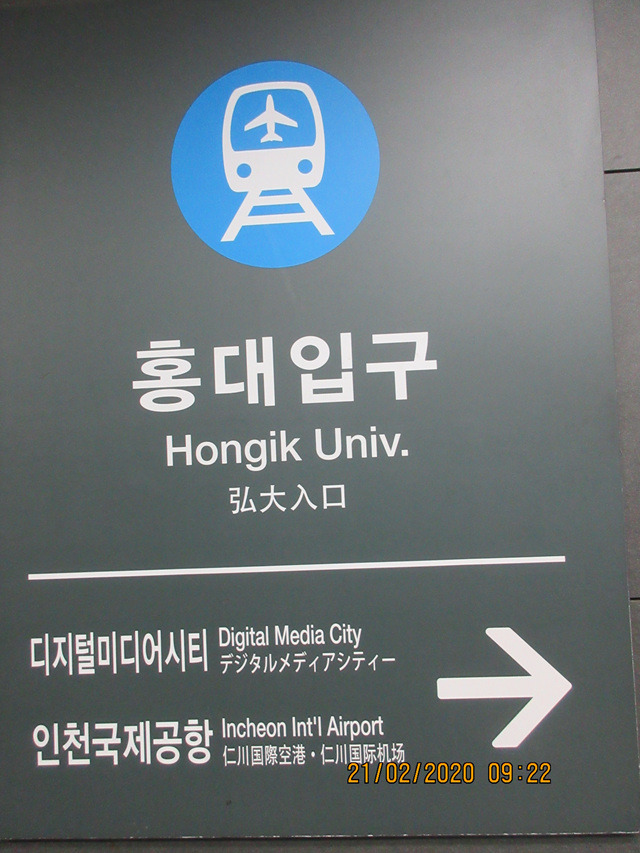 홍대입구
Hongik Univ.
弘大入口
디지털미디어시티 Digital Media City
デジタルメディアシティー
인천국제공항 Incheon Int'l Airport
仁川国際空港・仁川国际机场
21/02/2020 09:22